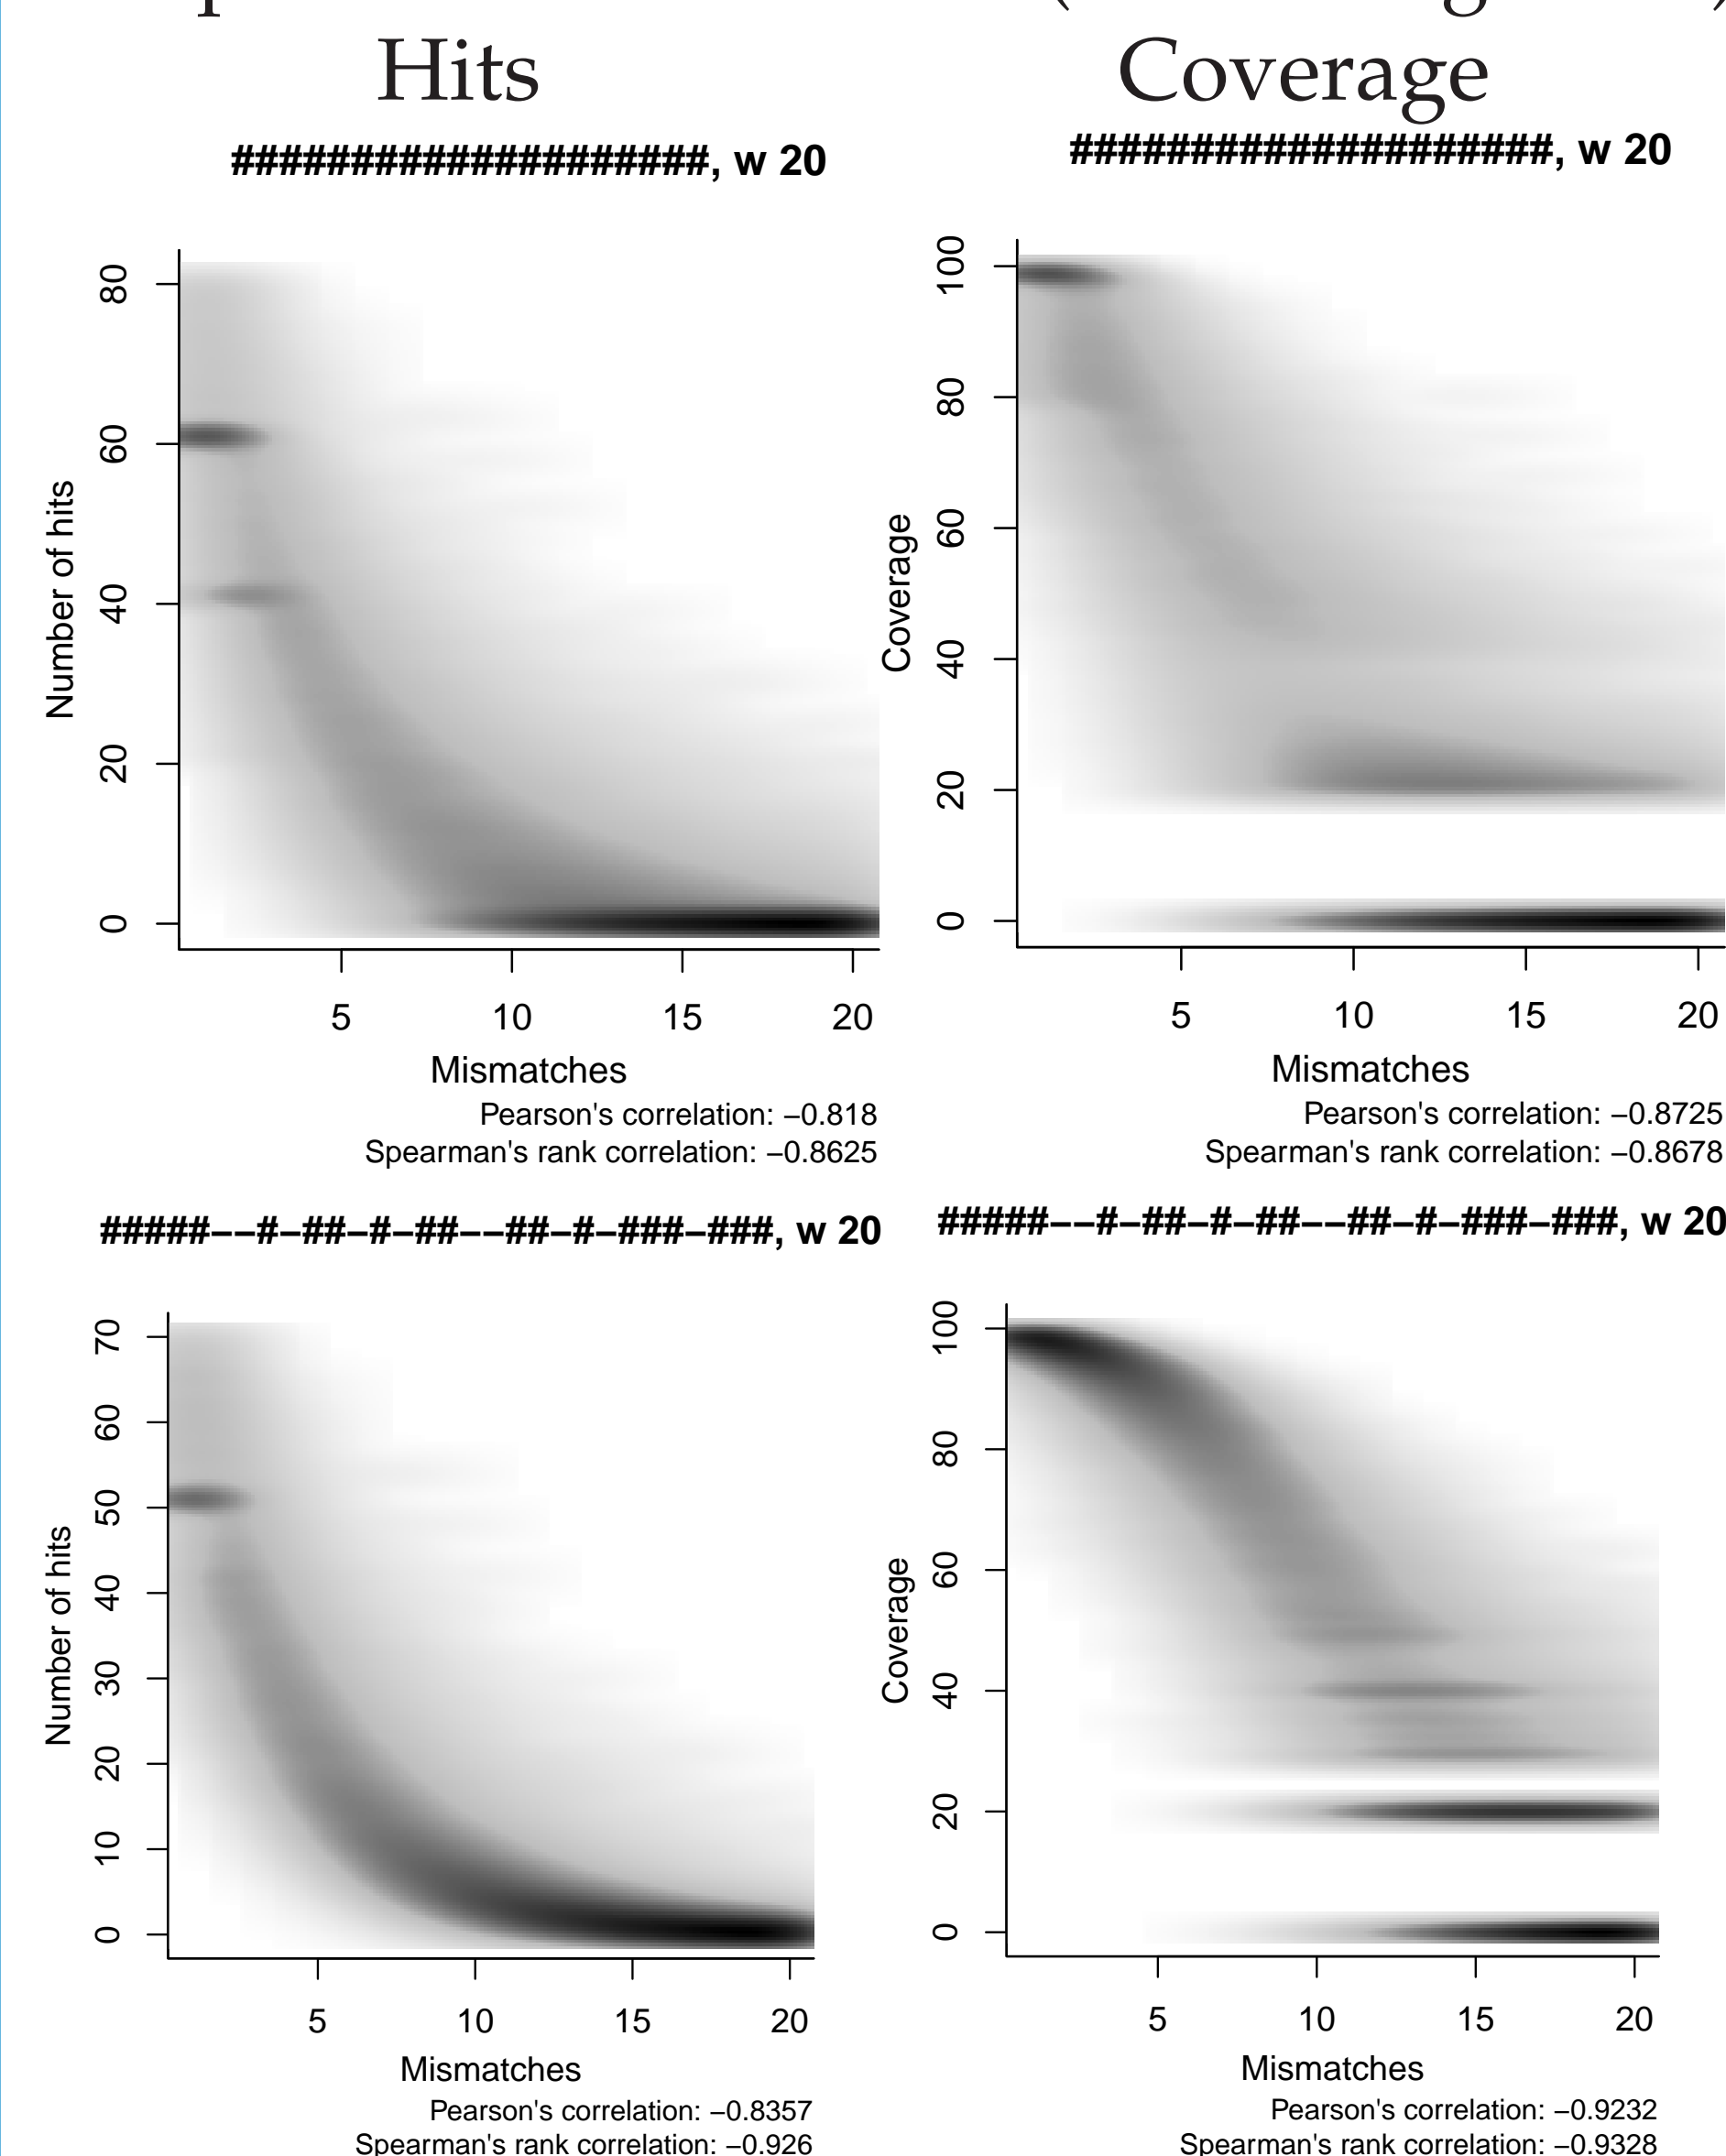 Hits
Coverage
####################, w 20
####################, w 20
80
60
40
20
0
Number of hits
5 10 15 20
Mismatches
Pearson's correlation: −0.818
Spearman's rank correlation: −0.8625
100
80
60
40
20
0
Coverage
5 10 15 20
Mismatches
Pearson's correlation: −0.8725
Spearman's rank correlation: −0.8678
#####−−#−##−#−##−−##−#−###−###, w 20
#####−−#−##−#−##−−##−#−###−###, w 20
70
60
50
40
30
20
10
0
Number of hits
5 10 15 20
Mismatches
Pearson's correlation: −0.8357
Spearman's rank correlation: −0.926
100
80
60
40
20
0
Coverage
5 10 15 20
Mismatches
Pearson's correlation: −0.9232
Spearman's rank correlation: −0.9328